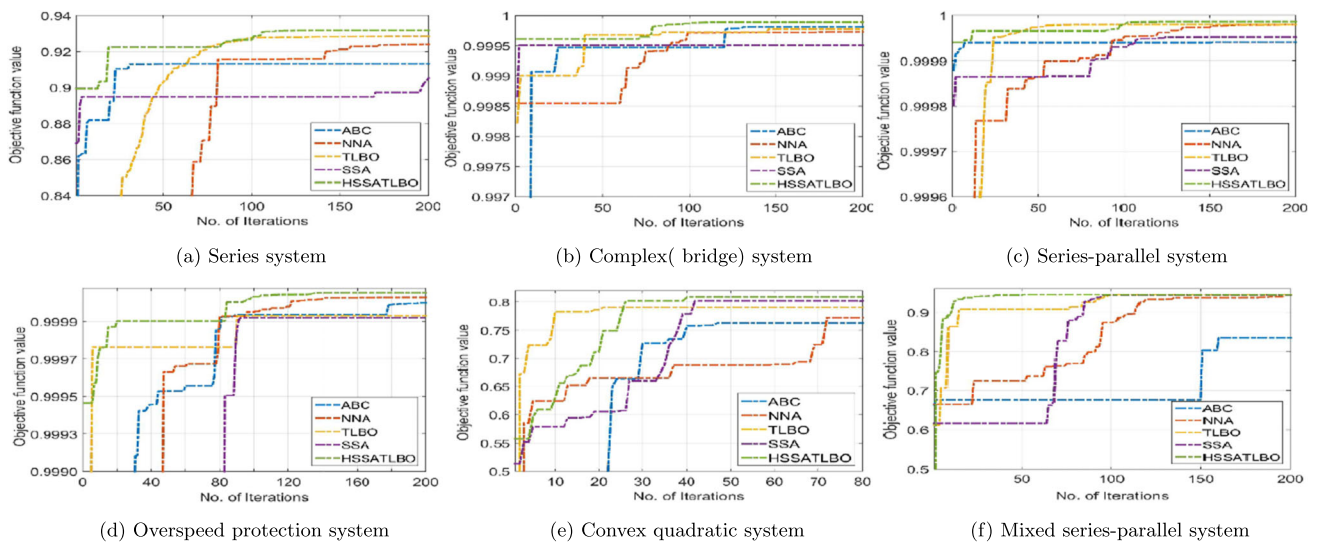 Objective function value
0.94
0.92
0.9
0.88
0.86
0.84
50
100
150
200
No. of Iterations
ABC
NNA
TLBO
SSA
HSSATLBO
(a) Series system
Objective function value
1
0.9995
0.999
0.9985
0.998
0.9975
0.997
0
50
100
150
200
No. of Iterations
ABC
NNA
TLBO
SSA
HSSATLBO
(b) Complex( bridge) system
Objective function value
1
0.99999
0.99998
0.99997
0.99996
0
50
100
150
200
No. of Iterations
ABC
NNA
TLBO
SSA
HSSATLBO
(c) Series-parallel system
Objective function value
0.9999
0.9997
0.9995
0.9993
0.9990
0
40
80
120
160
200
No. of Iterations
ABC
NNA
TLBO
SSA
HSSATLBO
(d) Overspeed protection system
Objective function value
0.8
0.75
0.7
0.65
0.6
0.55
0.5
10
20
30
40
50
60
70
80
No. of Iterations
ABC
NNA
TLBO
SSA
HSSATLBO
(e) Convex quadratic system
Objective function value
0.9
0.8
0.7
0.6
0.5
50
100
150
200
No. of Iterations
ABC
NNA
TLBO
SSA
HSSATLBO
(f) Mixed series-parallel system